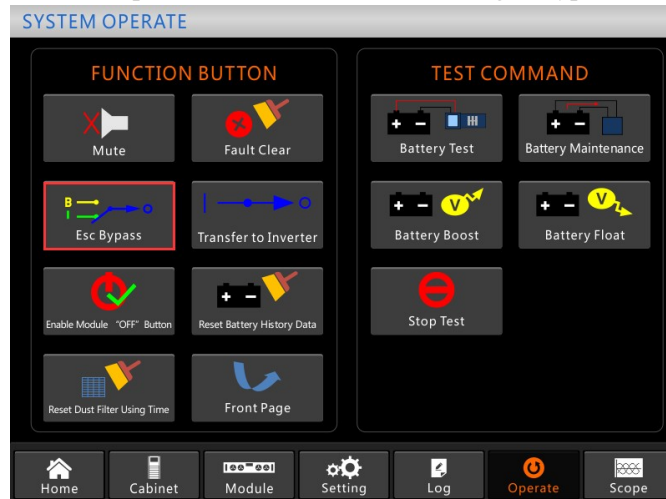 SYSTEM OPERATE
FUNCTION BUTTON
Mute
Fault Clear
B
I
Esc Bypass
Transfer to Inverter
Enable Module "OFF" Button
Reset Battery History Data
Reset Dust Filter Using Time
Front Page
TEST COMMAND
Battery Test
Battery Maintenance
V
Battery Boost
V
Battery Float
Stop Test
Home
Cabinet
Module
Setting
Log
Operate
Scope